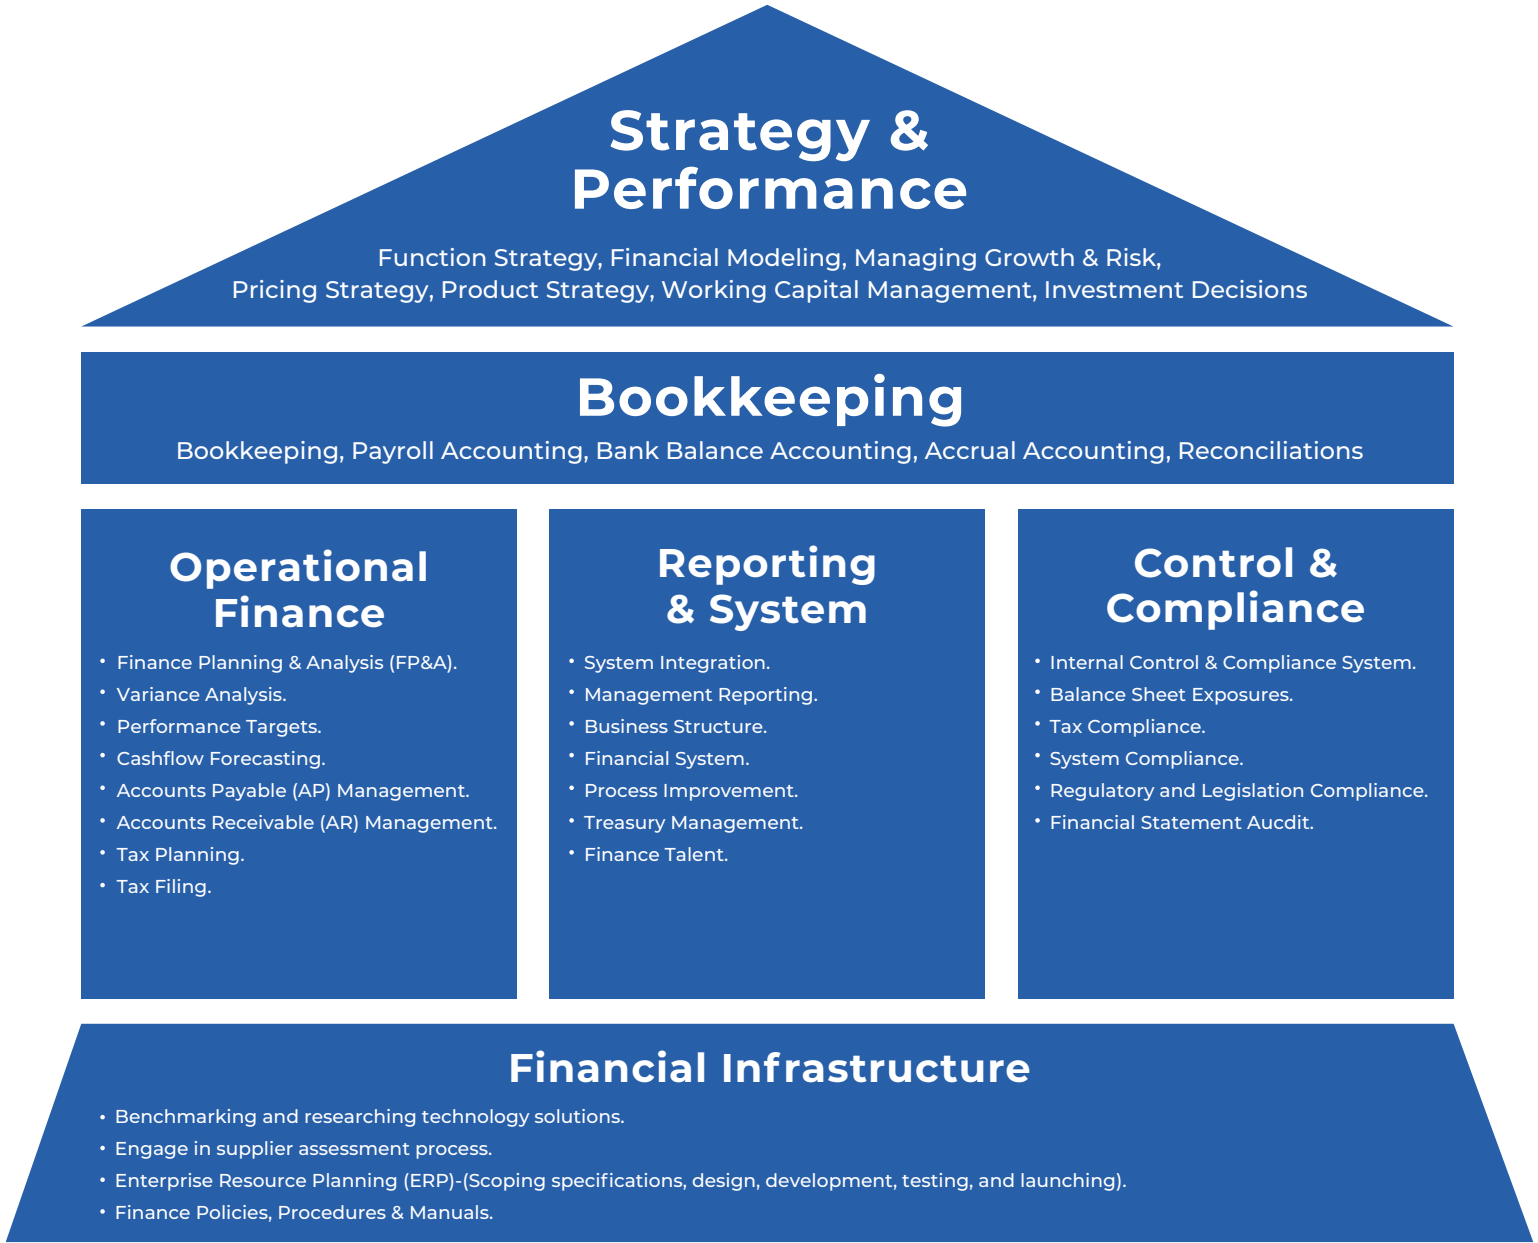 Strategy &
Performance
Function Strategy, Financial Modeling, Managing Growth & Risk,
Pricing Strategy, Product Strategy, Working Capital Management, Investment Decisions
Bookkeeping
Bookkeeping, Payroll Accounting, Bank Balance Accounting, Accrual Accounting, Reconciliations
Operational
Finance
• Finance Planning & Analysis (FP&A).
• Variance Analysis.
• Performance Targets.
• Cashflow Forecasting.
• Accounts Payable (AP) Management.
• Accounts Receivable (AR) Management.
• Tax Planning.
• Tax Filing.
Reporting
& System
• System Integration.
• Management Reporting.
• Business Structure.
• Financial System.
• Process Improvement.
• Treasury Management.
• Finance Talent.
Control &
Compliance
• Internal Control & Compliance System.
• Balance Sheet Exposures.
• Tax Compliance.
• System Compliance.
• Regulatory and Legislation Compliance.
• Financial Statement Aucdit.
Financial Infrastructure
• Benchmarking and researching technology solutions.
• Engage in supplier assessment process.
• Enterprise Resource Planning (ERP)-(Scoping specifications, design, development, testing, and launching).
• Finance Policies, Procedures & Manuals.